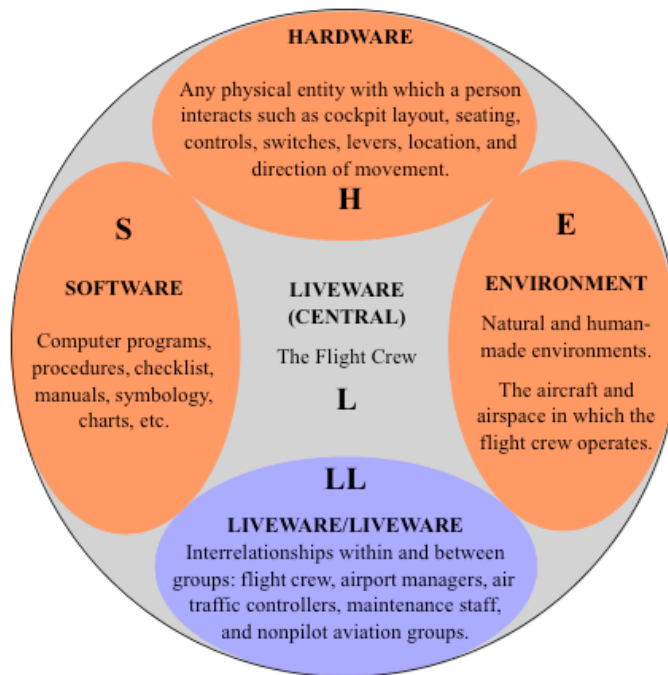 HARDWARE
Any physical entity with which a person
interacts such as cockpit layout, seating,
controls, switches, levers, location, and
direction of movement.
H
S
SOFTWARE
Computer programs,
procedures, checklist,
manuals, symbology,
charts, etc.
LIVEWARE
(CENTRAL)
The Flight Crew
L
E
ENVIRONMENT
Natural and human-
made environments.
The aircraft and
airspace in which the
flight crew operates.
LL
LIVEWARE/LIVEWARE
Interrelationships within and between
groups: flight crew, airport managers, air
traffic controllers, maintenance staff,
and nonpilot aviation groups.